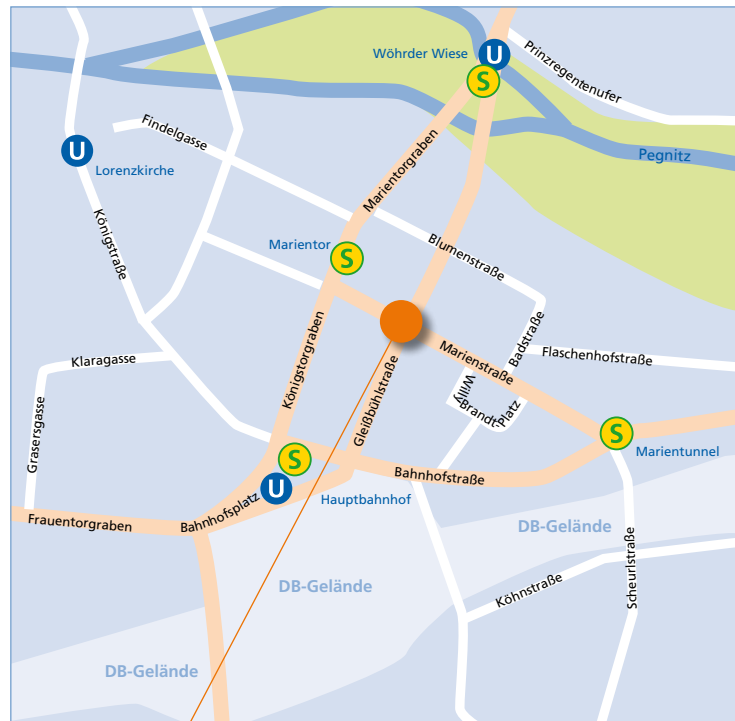 Wöhrder Wiese
U
S
Prinzregentenufer
Findelgasse
Pegnitz
U
Lorenzkirche
Marientorgraben
Königstraße
Marientor
S
Blumenstraße
Badstraße
Flaschenhofstraße
Klaragasse
Königstorgraben
Gleißbühlstraße
Marienstraße
Willy
Brandt-
Platz
Grasersgasse
S
Marientunnel
S
U
Hauptbahnhof
Bahnhofstraße
Bahnhofsplatz
Frauentorgraben
DB-Gelände
Scheurlstraße
Köhnstraße
DB-Gelände
DB-Gelände